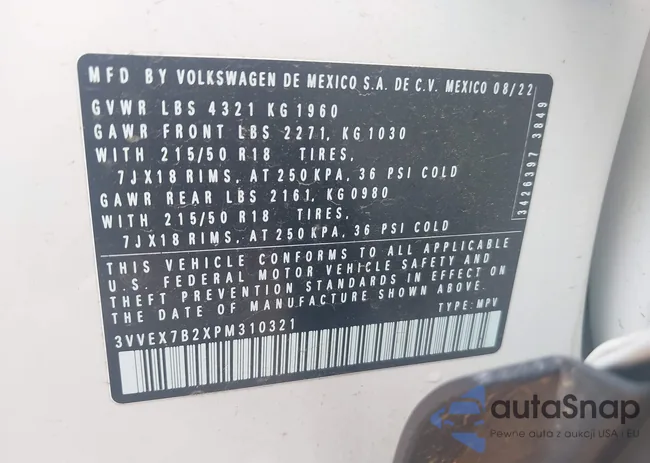 MFD BY VOLKSWAGEN DE MEXICO S.A. DE C.V. MEXICO 08/22
GVWR LBS 4321 KG 1960
GAWR FRONT LBS 2271, KG 1030
WITH 215/50 R18 TIRES,
7JX18 RIMS, AT 250 KPA, 36 PSI COLD
GAWR REAR LBS 2161, KG 0980
WITH 215/50 R18 TIRES,
7JX18 RIMS, AT 250 KPA, 36 PSI COLD
THIS VEHICLE CONFORMS TO ALL APPLICABLE
U.S. FEDERAL MOTOR VEHICLE SAFETY AND
THEFT PREVENTION STANDARDS IN EFFECT ON
THE DATE OF MANUFACTURE SHOWN ABOVE.
3VVEX7B2XPM310321 TYPE: MPV
3426397 3849
autaSnap
Pewne auta z aukcji USA i EU